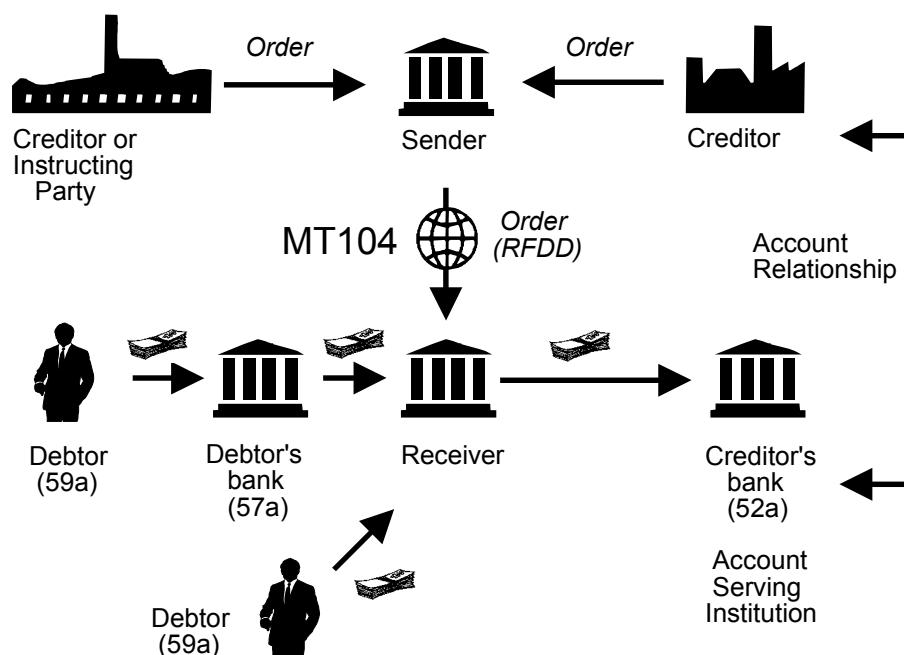 Order
Order
Creditor or
Instructing
Party
Sender
Creditor
MT104
Order
(RFDD)
Account
Relationship
Debtor
(59a)
Debtor's
bank
(57a)
Receiver
Creditor's
bank
(52a)
Account
Serving
Institution
Debtor
(59a)